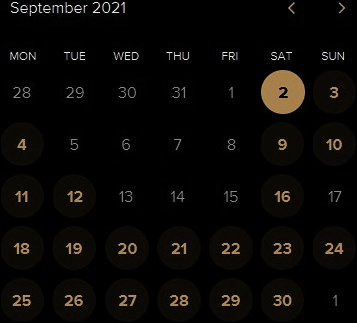 September 2021
MON TUE WED THU FRI SAT SUN
28 29 30 31 1 2 3
4 5 6 7 8 9 10
11 12 13 14 15 16 17
18 19 20 21 22 23 24
25 26 27 28 29 30 1